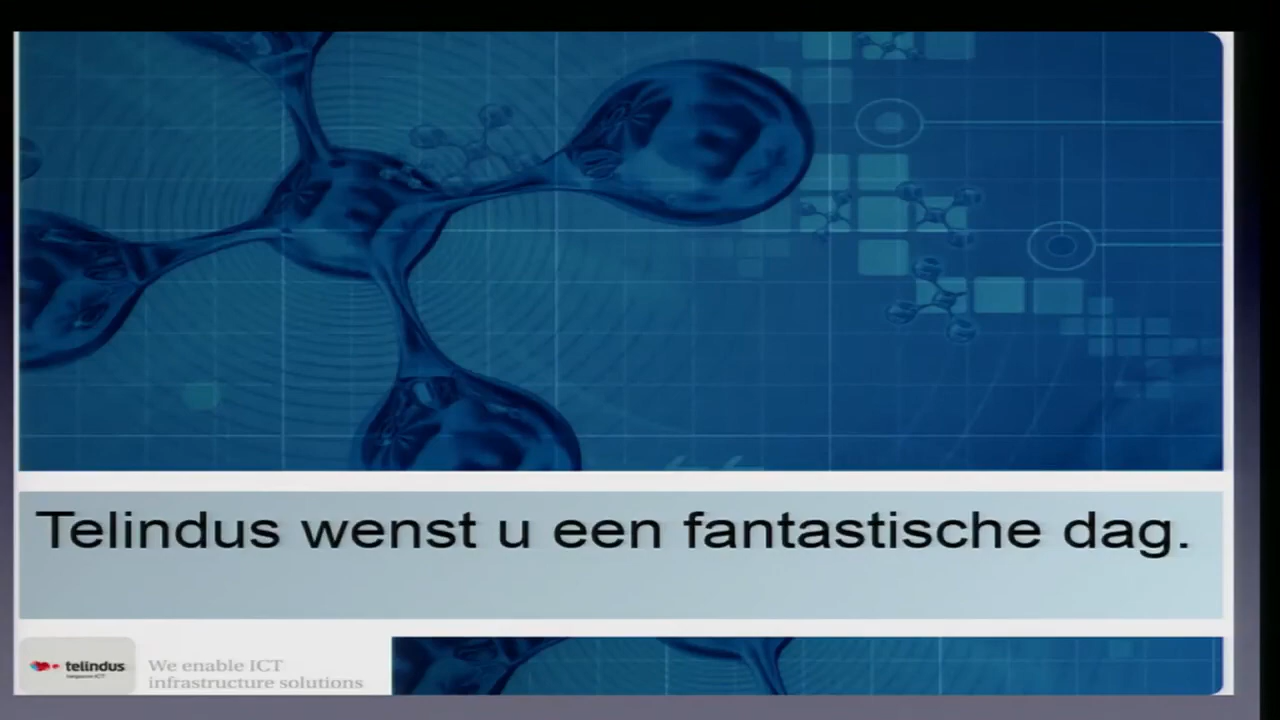 Telindus wenst u een fantastische dag.
telindus
We enable ICT
infrastructure solutions